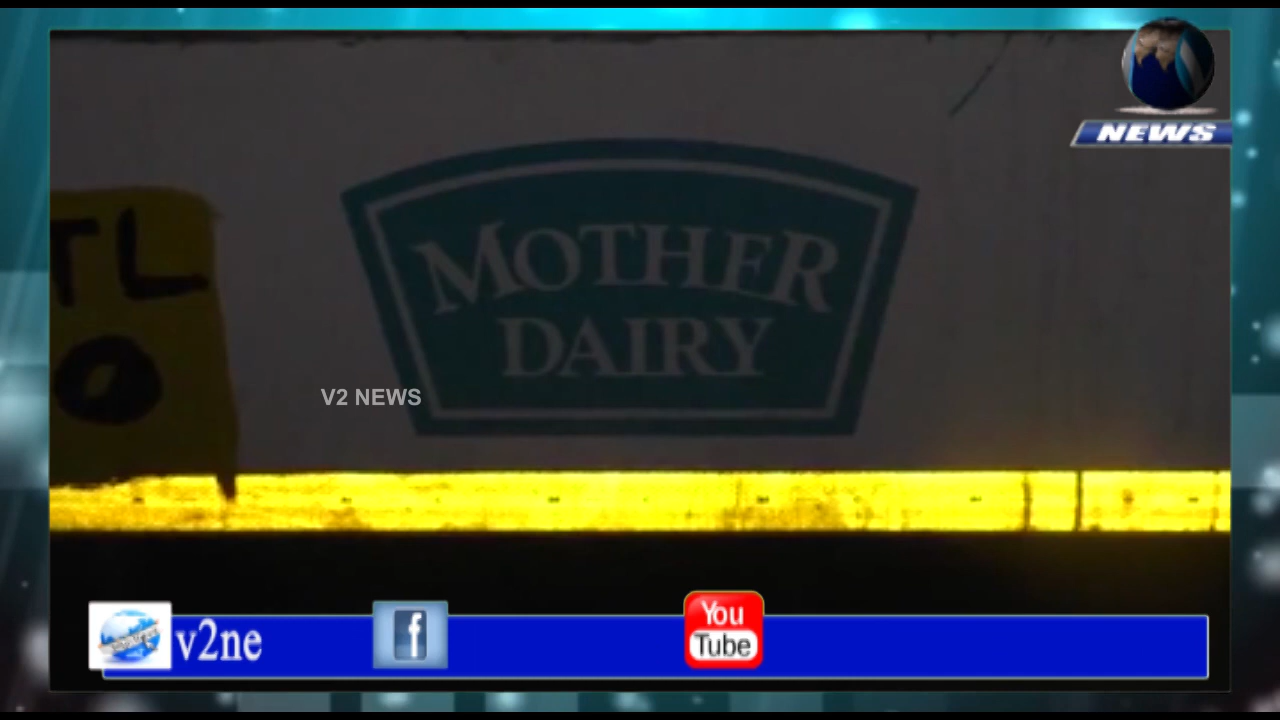 NEWS
MOTHER
DAIRY
TL
O
V2 NEWS
v2ne
f
You
Tube